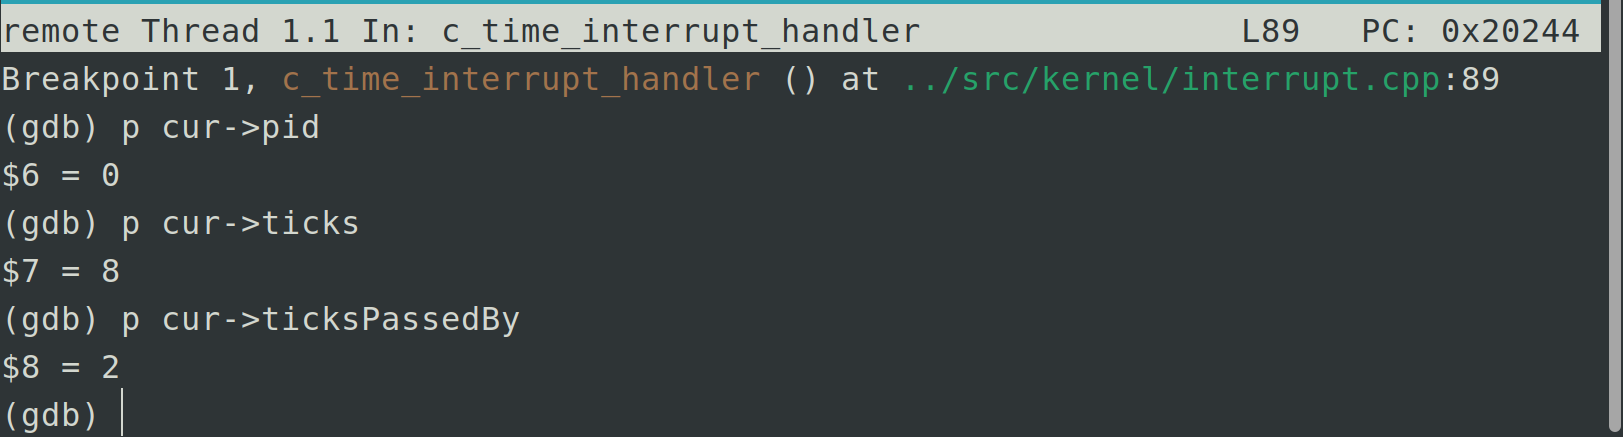 remote Thread 1.1 In: c_time_interrupt_handler L89 PC: 0x20244
Breakpoint 1, c_time_interrupt_handler () at ../src/kernel/interrupt.cpp:89
(gdb) p cur->pid
$6 = 0
(gdb) p cur->ticks
$7 = 8
(gdb) p cur->ticksPassedBy
$8 = 2
(gdb)